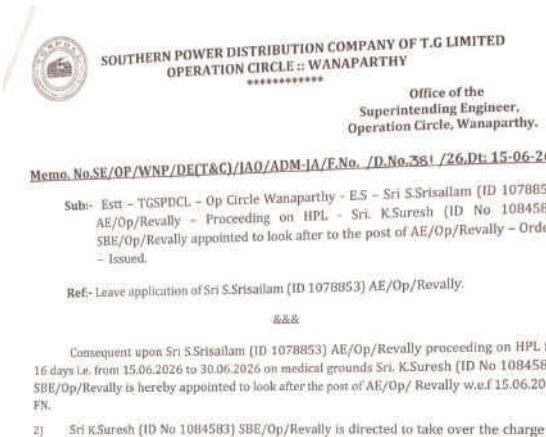 SOUTHERN POWER DISTRIBUTION COMPANY OF T.G LIMITED
OPERATION CIRCLE :: WANAPARTHY
************
Office of the
Superintending Engineer,
Operation Circle, Wanaparthy.
Memo. No.SE/OP/WNP/DE(T&C)/JAO/ADM-JA/F.No. /D.No.381 /26,Dt: 15-06-2
Sub:- Estt – TGSPDCL – Op Circle Wanaparthy - E.S – Sri S.Srisailam (ID 107885
AE/Op/Revally – Proceeding on HPL - Sri. K.Suresh (ID No 108458
SBE/Op/Revally appointed to look after to the post of AE/Op/Revally – Orde
– Issued.
Ref:- Leave application of Sri S.Srisailam (ID 1078853) AE/Op/Revally.
&&&
Consequent upon Sri S.Srisailam (ID 1078853) AE/Op/Revally proceeding on HPL
16 days i.e. from 15.06.2026 to 30.06.2026 on medical grounds Sri. K.Suresh (ID No 108458
SBE/Op/Revally is hereby appointed to look after the post of AE/Op/ Revally w.e.f 15.06.20
FN.
2] Sri K.Suresh (ID No 1084583) SBE/Op/Revally is directed to take over the charge